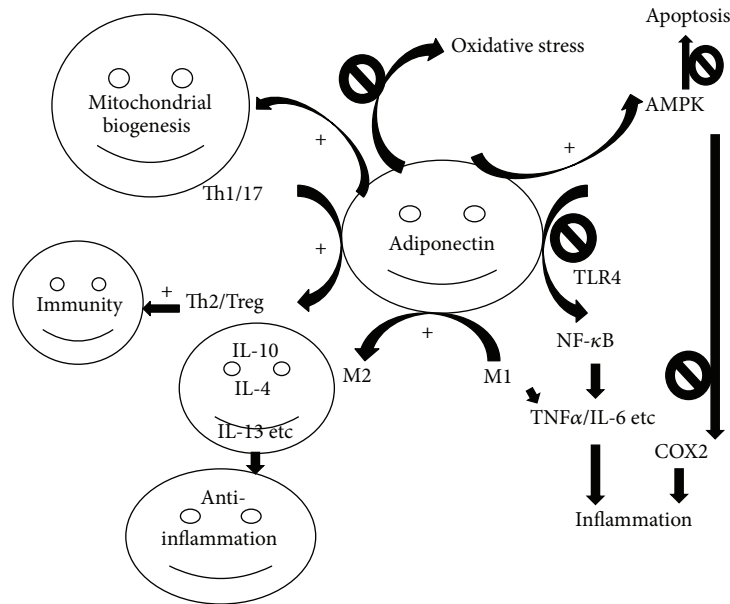 Apoptosis
Oxidative stress
Mitochondrial
biogenesis
AMPK
+
+
Th1/17
Adiponectin
+
TLR4
Immunity
+
Th2/Treg
NF-κB
+
IL-10
IL-4
IL-13 etc
M2
M1
TNFα/IL-6 etc
COX2
Anti-
inflammation
Inflammation